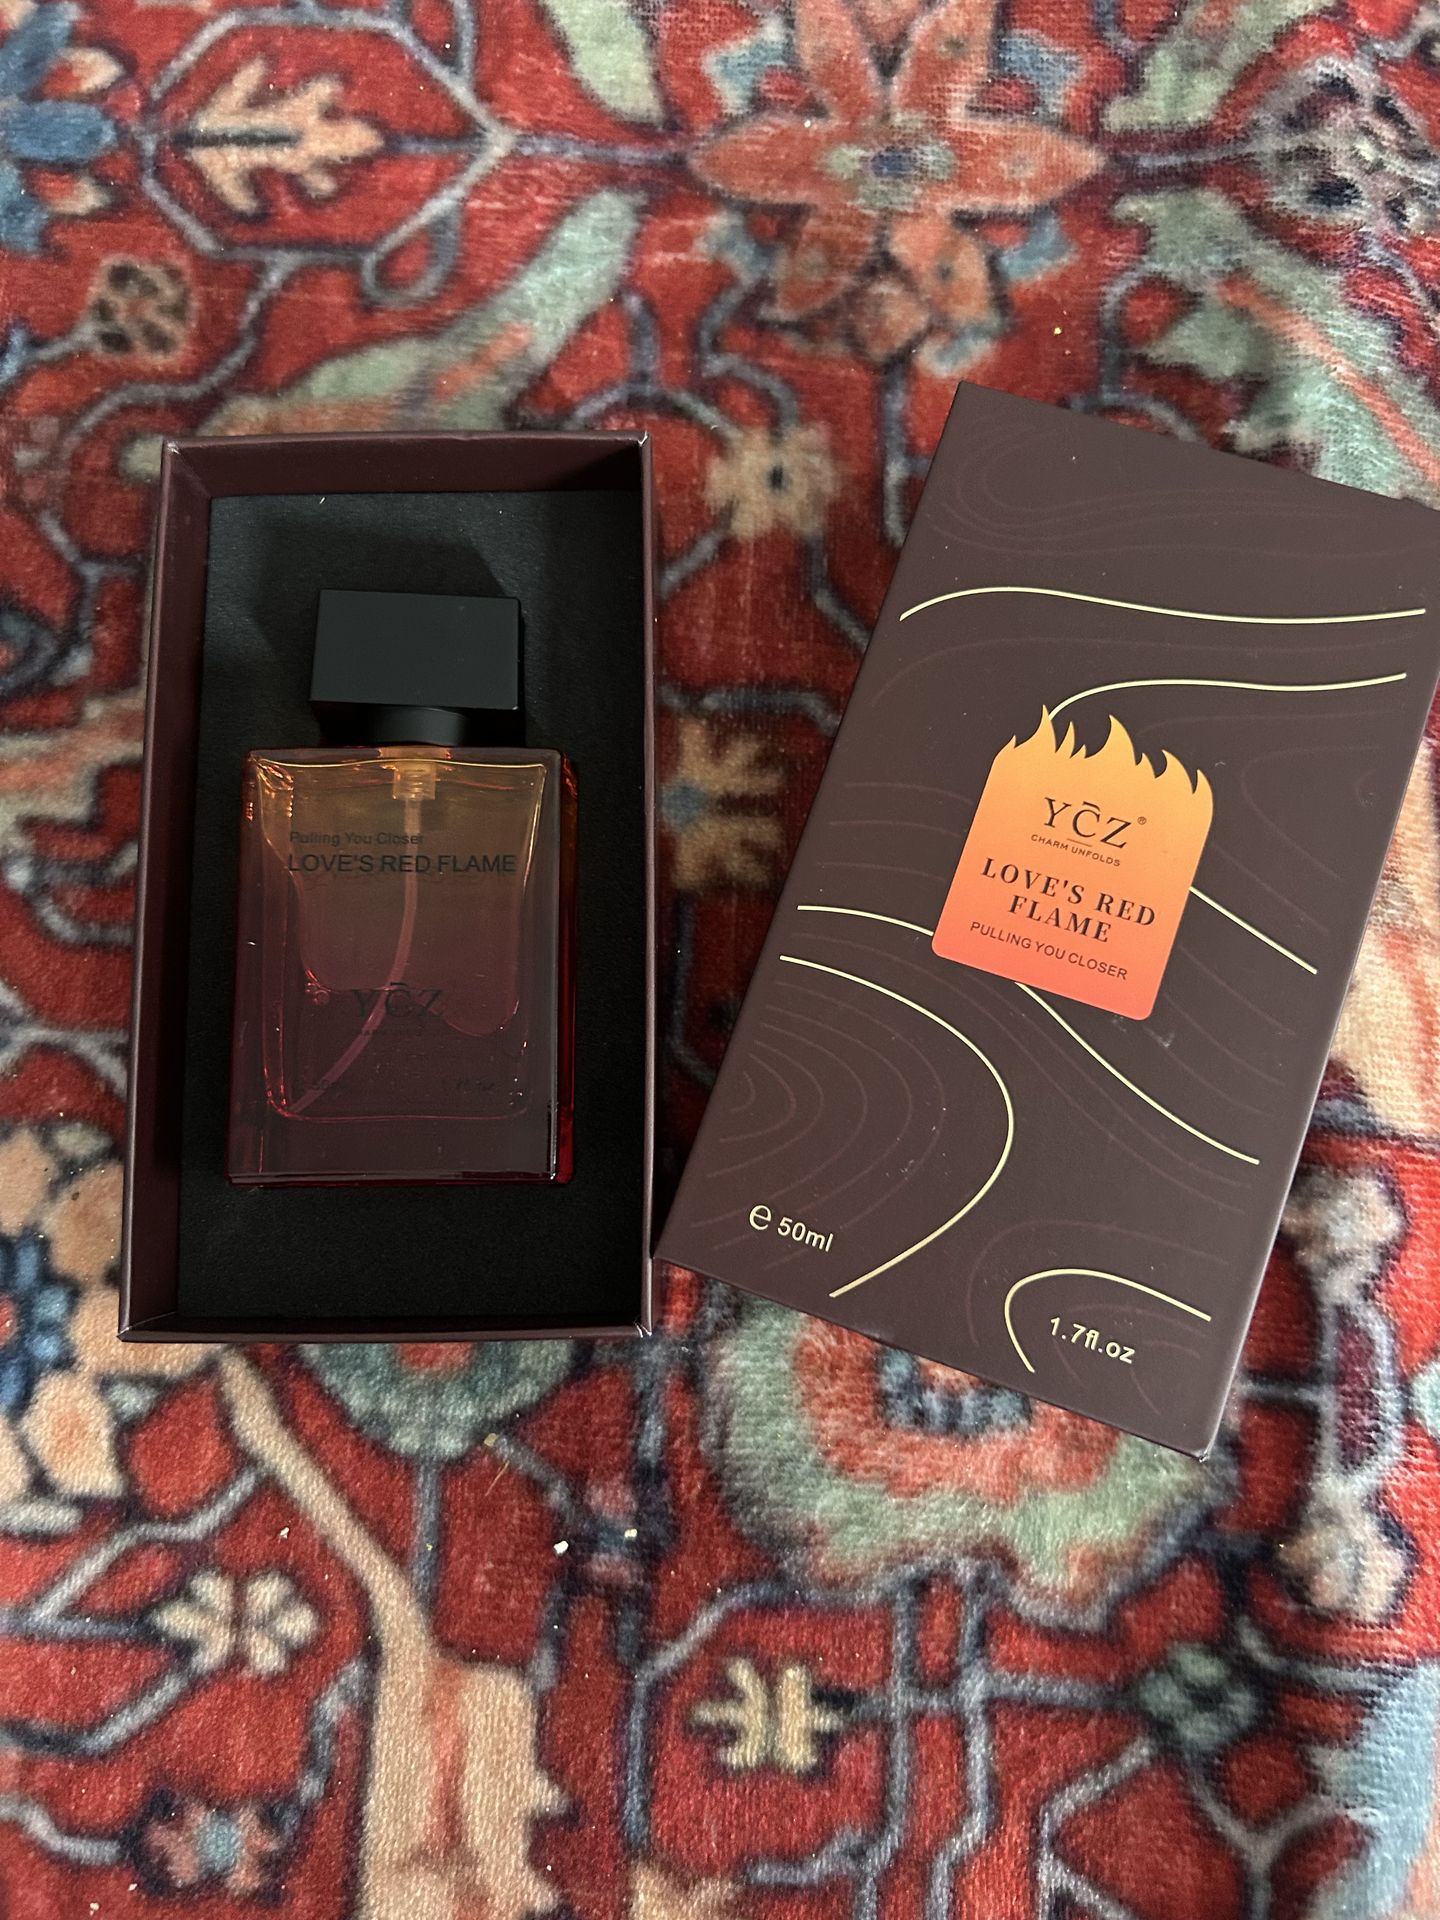 Pulling You Closer
LOVE'S RED FLAME
YCZ
YCZ®
CHARM UNFOLDS
LOVE'S RED
FLAME
PULLING YOU CLOSER
℮ 50ml
1.7fl.oz